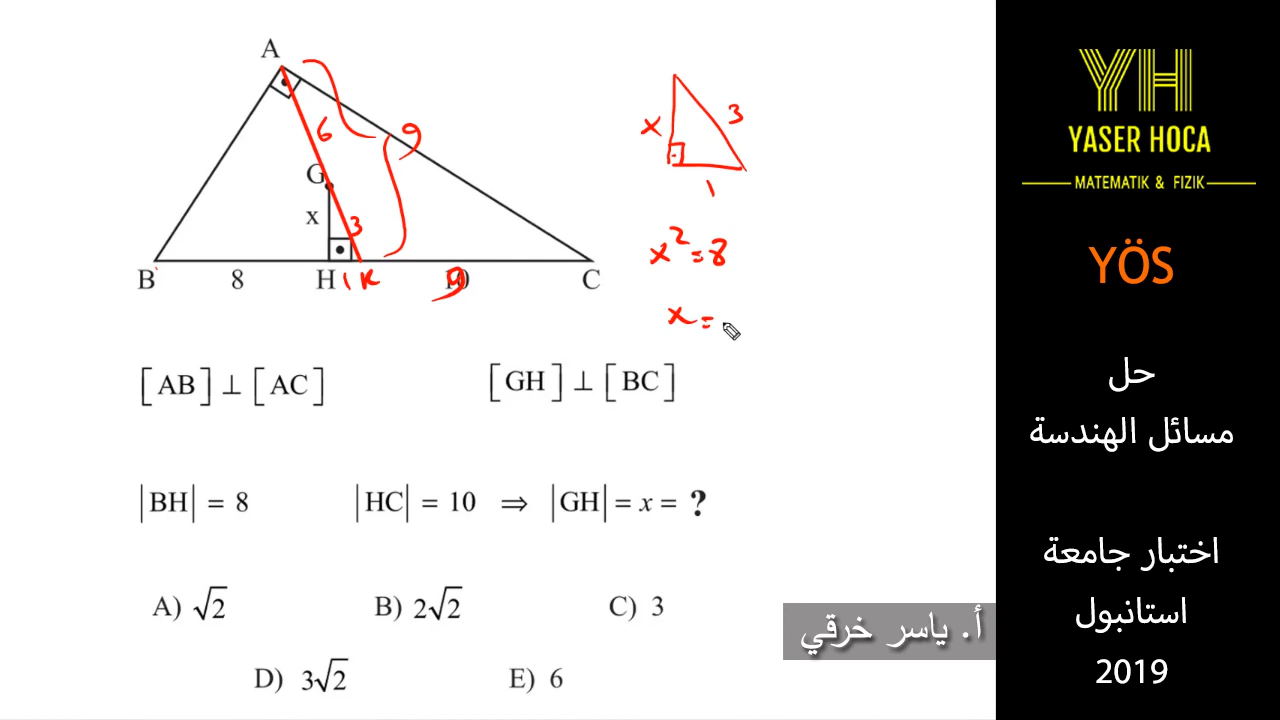 A
6
9
G
x
3
B
8
H
1
K
9
C
x
3
1
x² = 8
x =
[AB] ⊥ [AC]
[GH] ⊥ [BC]
|BH| = 8
|HC| = 10 ⇒ |GH| = x = ?
A) √2
B) 2√2
C) 3
D) 3√2
E) 6
YH
YASER HOCA
MATEMATIK & FIZIK
YÖS
حل
مسائل الهندسة
اختبار جامعة
استانبول
2019
أ. ياسر خرقي